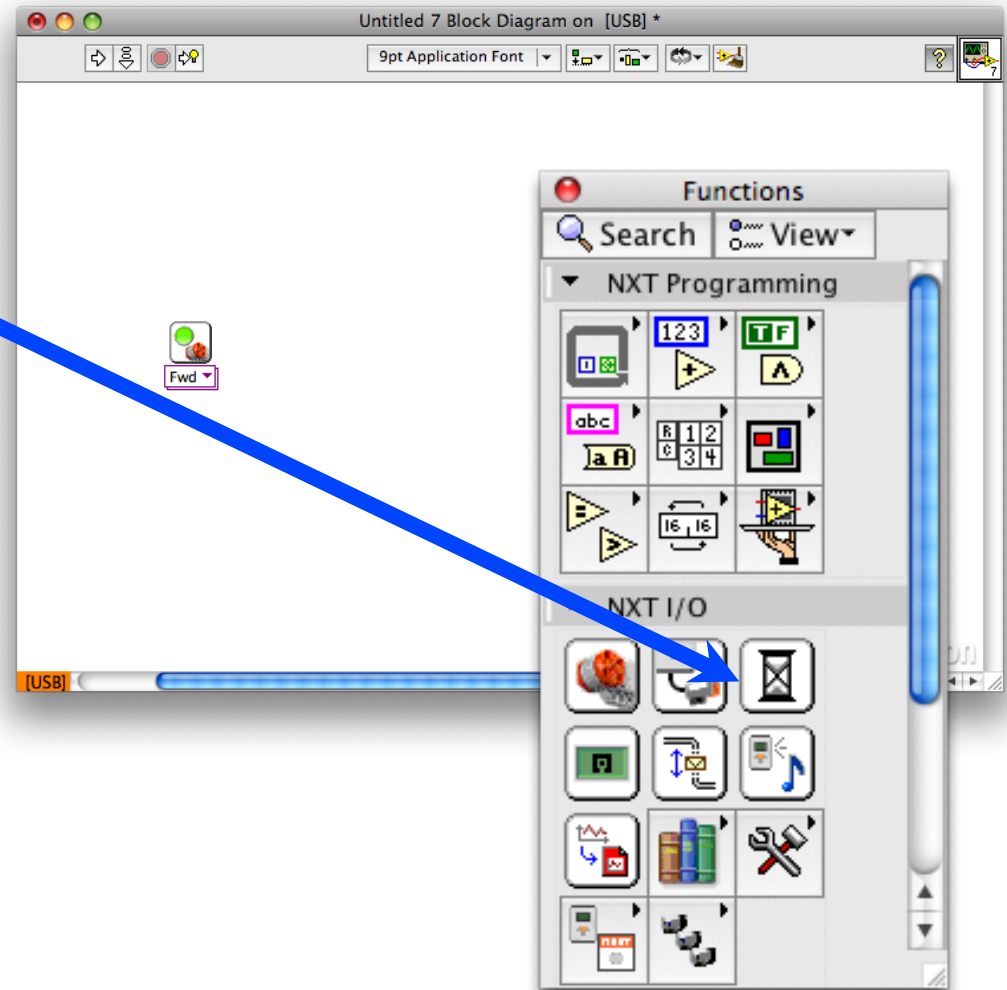 Untitled 7 Block Diagram on [USB] *
9pt Application Font
?
7
Fwd
[USB]
Functions
Search
View
NXT Programming
123
T F
abc
a A
R 1 2
C 3 4
16 16
NXT I/O